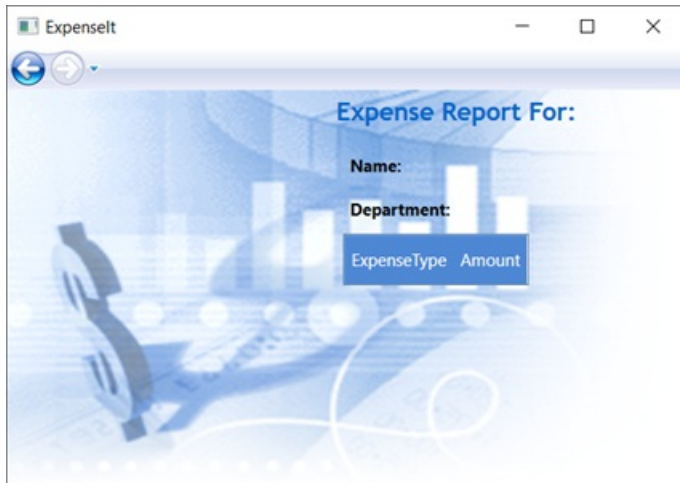 ExpenseIt
Expense Report For:
Name:
Department:
ExpenseType Amount